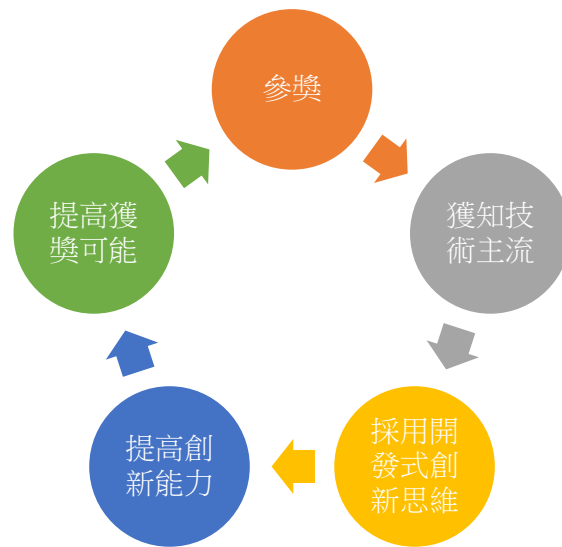 參獎
獲知技
術主流
採用開
發式創
新思維
提高創
新能力
提高獲
獎可能